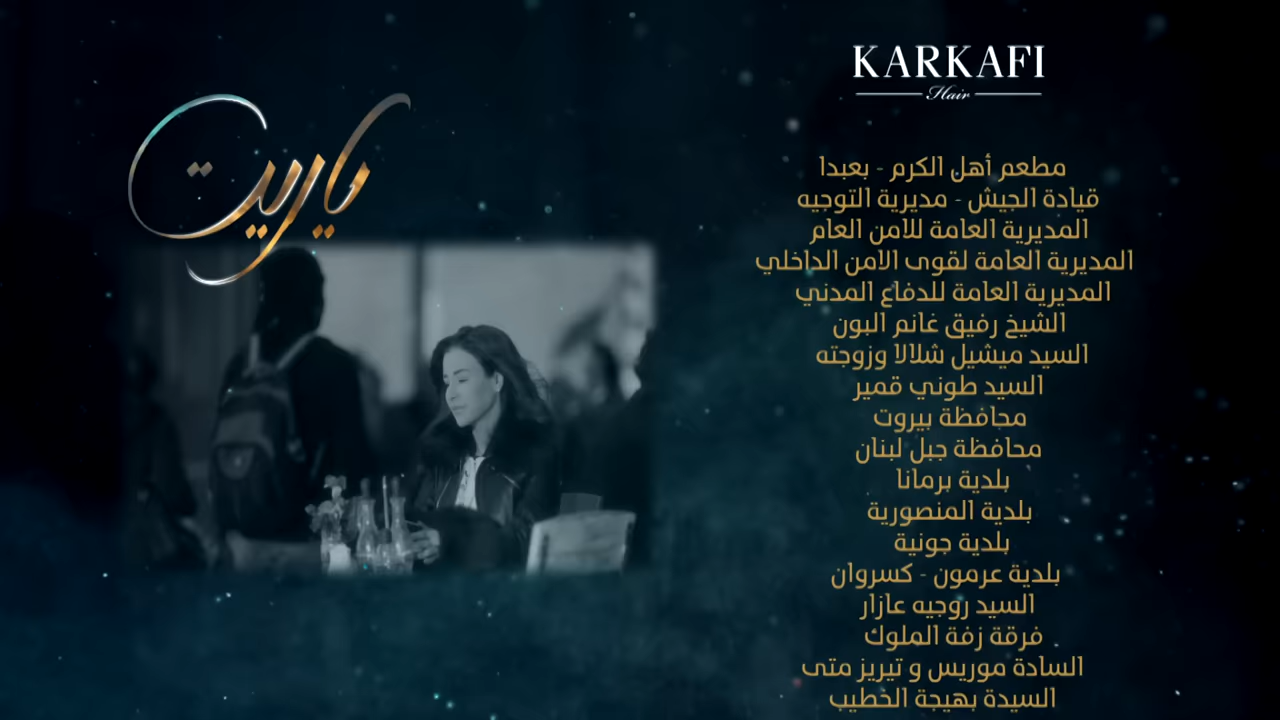 ياريت
KARKAFI
Hair
مطعم أهل الكرم - بعبدا
قيادة الجيش - مديرية التوجيه
المديرية العامة للامن العام
المديرية العامة لقوى الامن الداخلي
المديرية العامة للدفاع المدني
الشيخ رفيق غانم البون
السيد ميشيل شلالا وزوجته
السيد طوني قمير
محافظة بيروت
محافظة جبل لبنان
بلدية برمانا
بلدية المنصورية
بلدية جونية
بلدية عرمون - كسروان
السيد روجيه عازار
فرقة زفة الملوك
السادة موريس و تيريز متى
السيدة بهيجة الخطيب